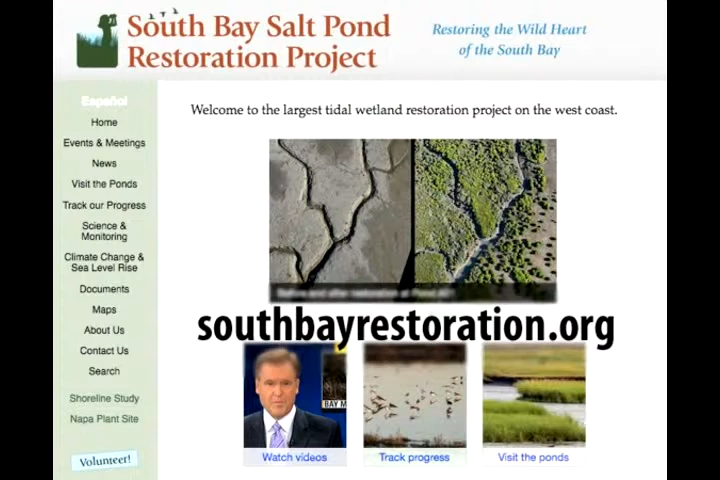 South Bay Salt Pond
Restoration Project
Restoring the Wild Heart
of the South Bay
Español
Home
Events & Meetings
News
Visit the Ponds
Track our Progress
Science &
Monitoring
Climate Change &
Sea Level Rise
Documents
Maps
About Us
Contact Us
Search
Shoreline Study
Napa Plant Site
Volunteer!
Welcome to the largest tidal wetland restoration project on the west coast.
southbayrestoration.org
BAY M
Watch videos
Track progress
Visit the ponds